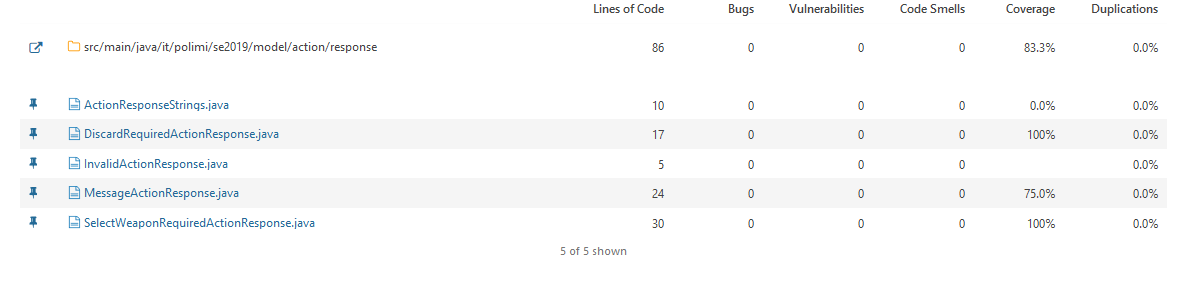 Lines of Code Bugs Vulnerabilities Code Smells Coverage Duplications
src/main/java/it/polimi/se2019/model/action/response 86 0 0 0 83.3% 0.0%
ActionResponseStrings.java 10 0 0 0 0.0% 0.0%
DiscardRequiredActionResponse.java 17 0 0 0 100% 0.0%
InvalidActionResponse.java 5 0 0 0 0.0%
MessageActionResponse.java 24 0 0 0 75.0% 0.0%
SelectWeaponRequiredActionResponse.java 30 0 0 0 100% 0.0%
5 of 5 shown